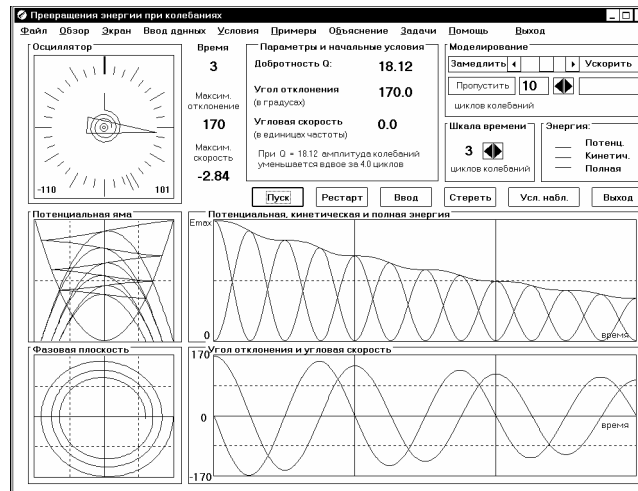 Превращения энергии при колебаниях
Файл Обзор Экран Ввод данных Условия Примеры Объяснение Задачи Помощь Выход
Осциллятор
-110 101
Время
3
Максим.
отклонение
170
Максим.
скорость
-2.84
Параметры и начальные условия
Добротность Q: 18.12
Угол отклонения 170.0
(в градусах)
Угловая скорость 0.0
(в единицах частоты)
При Q = 18.12 амплитуда колебаний
уменьшается вдвое за 4.0 циклов
Моделирование
Замедлить Ускорить
Пропустить 10
циклов колебаний
Шкала времени
3
циклов колебаний
Энергия:
Потенц.
Кинетич.
Полная
Пуск Рестарт Ввод Стереть Усл. набл. Выход
Потенциальная яма
Потенциальная, кинетическая и полная энергия
Emax
0
время
Фазовая плоскость
Угол отклонения и угловая скорость
170
0
время
-170